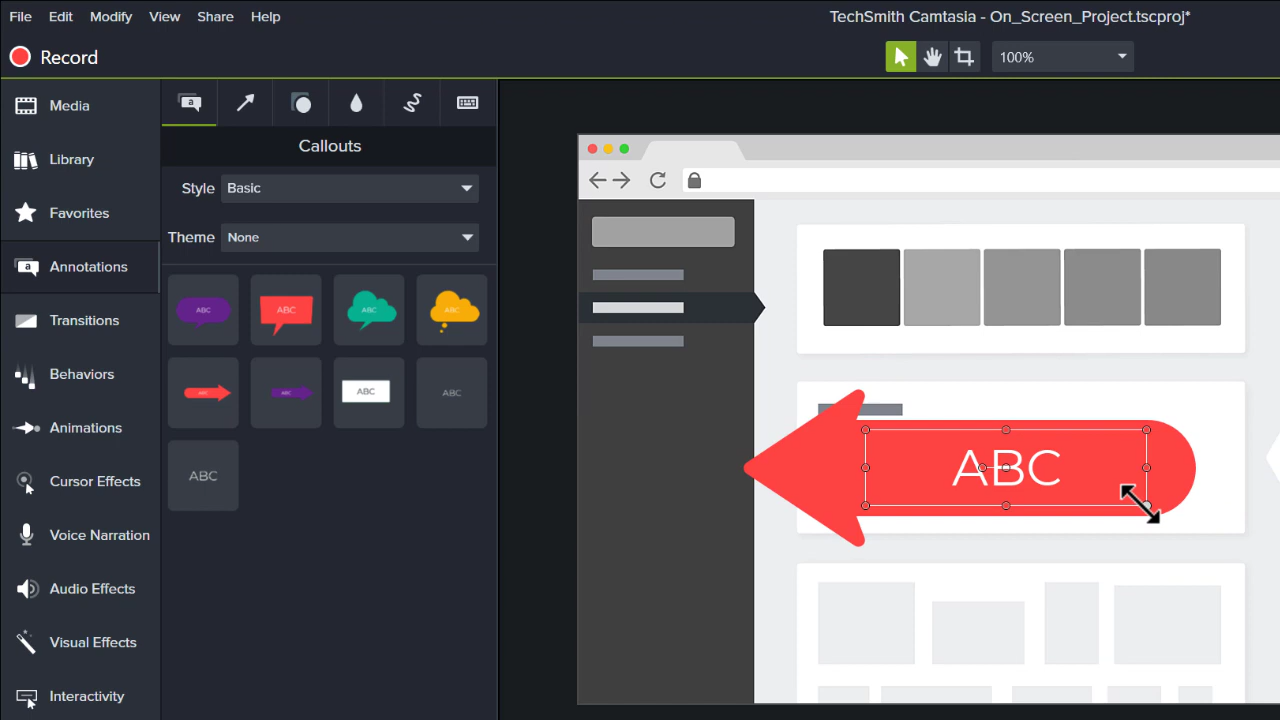 File Edit Modify View Share Help
TechSmith Camtasia - On_Screen_Project.tscproj*
Record
100%
Media
Library
Favorites
Annotations
Transitions
Behaviors
Animations
Cursor Effects
Voice Narration
Audio Effects
Visual Effects
Interactivity
a
Callouts
Style Basic
Theme None
ABC ABC ABC ABC
ABC ABC ABC ABC
ABC
ABC